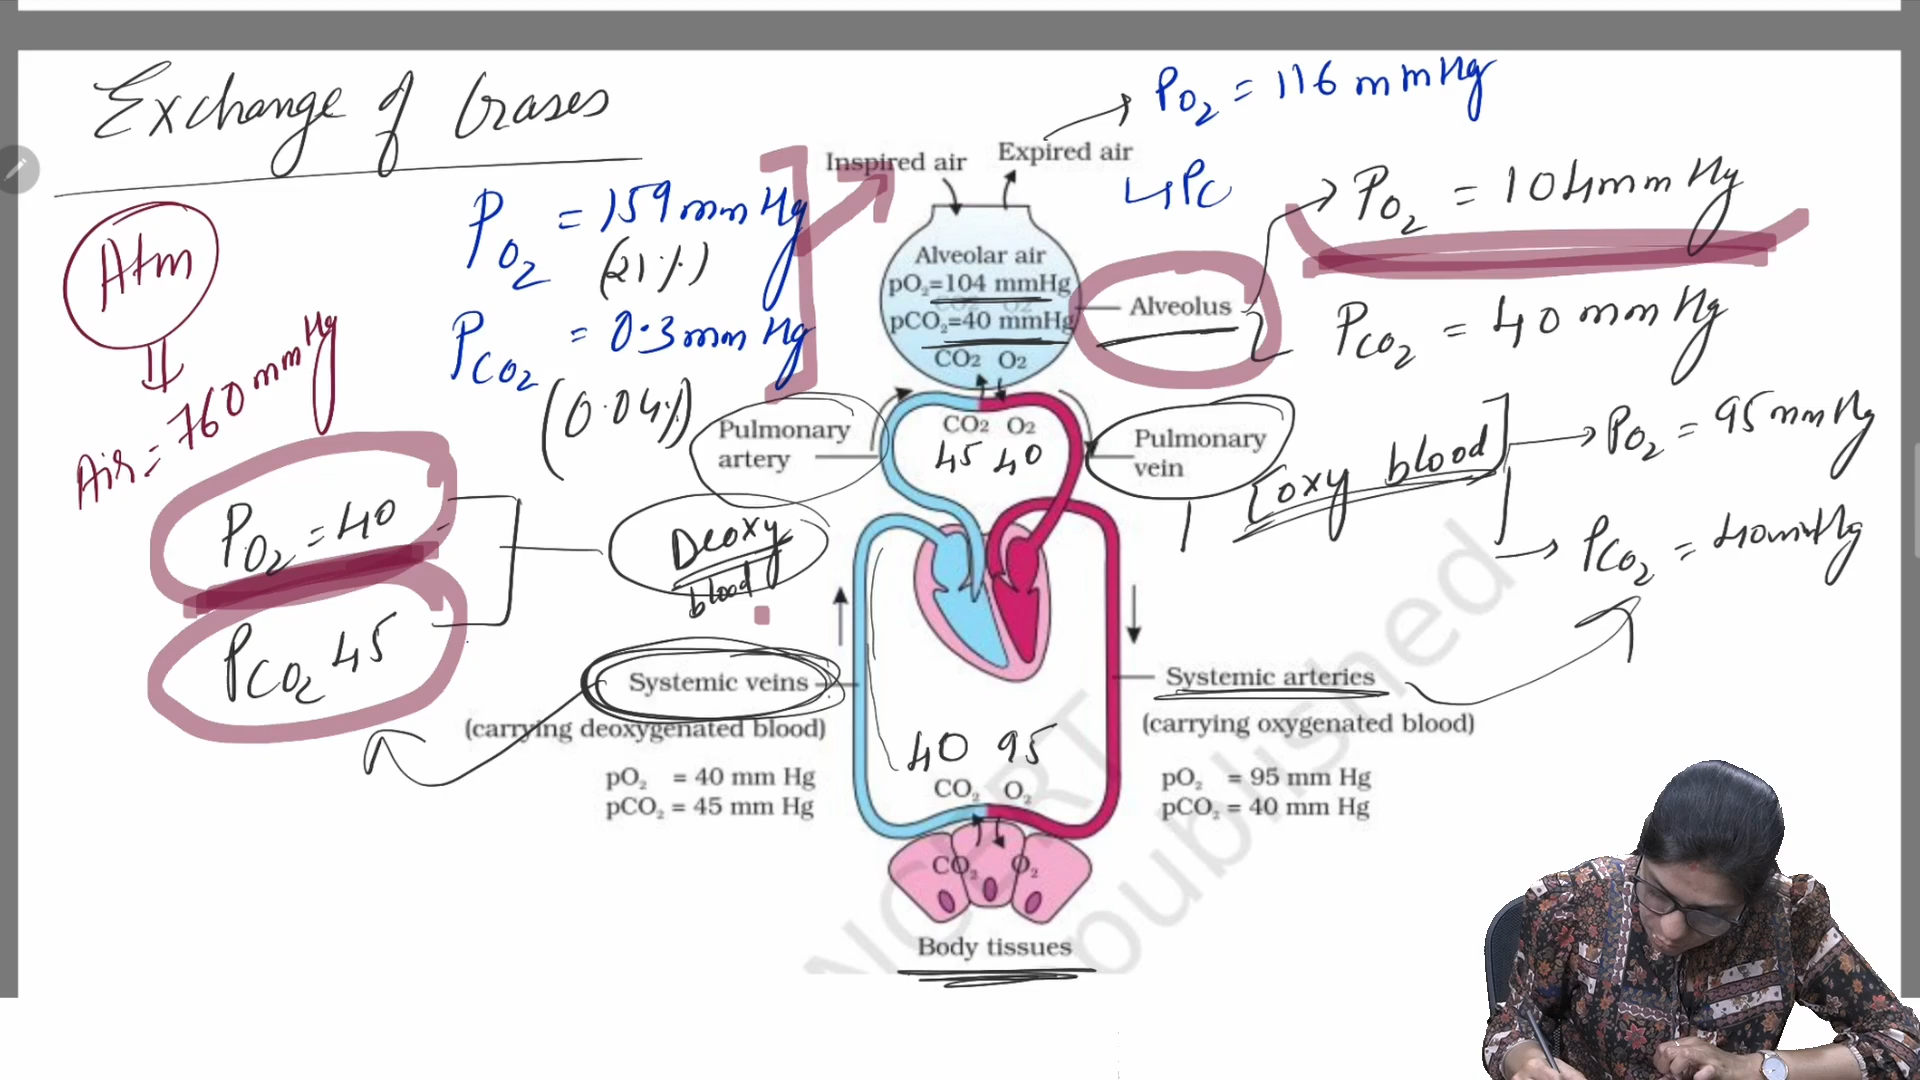 Exchange of Gases
PO2 = 116 mmHg
Inspired air
Expired air
Atm
PO2 = 159 mmHg
(21%)
PCO2 = 0.3 mm Hg
(0.04%)
Air = 760 mmHg
↳ PC
PO2 = 104 mm Hg
Alveolar air
pO2=104 mmHg
pCO2=40 mmHg
CO2 O2
Alveolus
PCO2 = 40 mm Hg
Pulmonary
artery
CO2 O2
45 40
Pulmonary
vein
oxy blood
PO2 = 95 mm Hg
PCO2 = 40 mmHg
PO2 = 40
PCO2 45
Deoxy
blood
Systemic veins
(carrying deoxygenated blood)
pO2 = 40 mm Hg
pCO2 = 45 mm Hg
Systemic arteries
(carrying oxygenated blood)
pO2 = 95 mm Hg
pCO2 = 40 mm Hg
40 95
CO2 O2
CO2 O2
Body tissues
NCERT
published